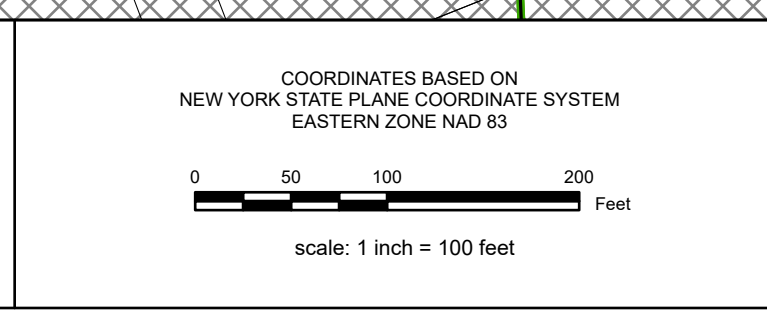 COORDINATES BASED ON
NEW YORK STATE PLANE COORDINATE SYSTEM
EASTERN ZONE NAD 83
0 50 100 200
Feet
scale: 1 inch = 100 feet